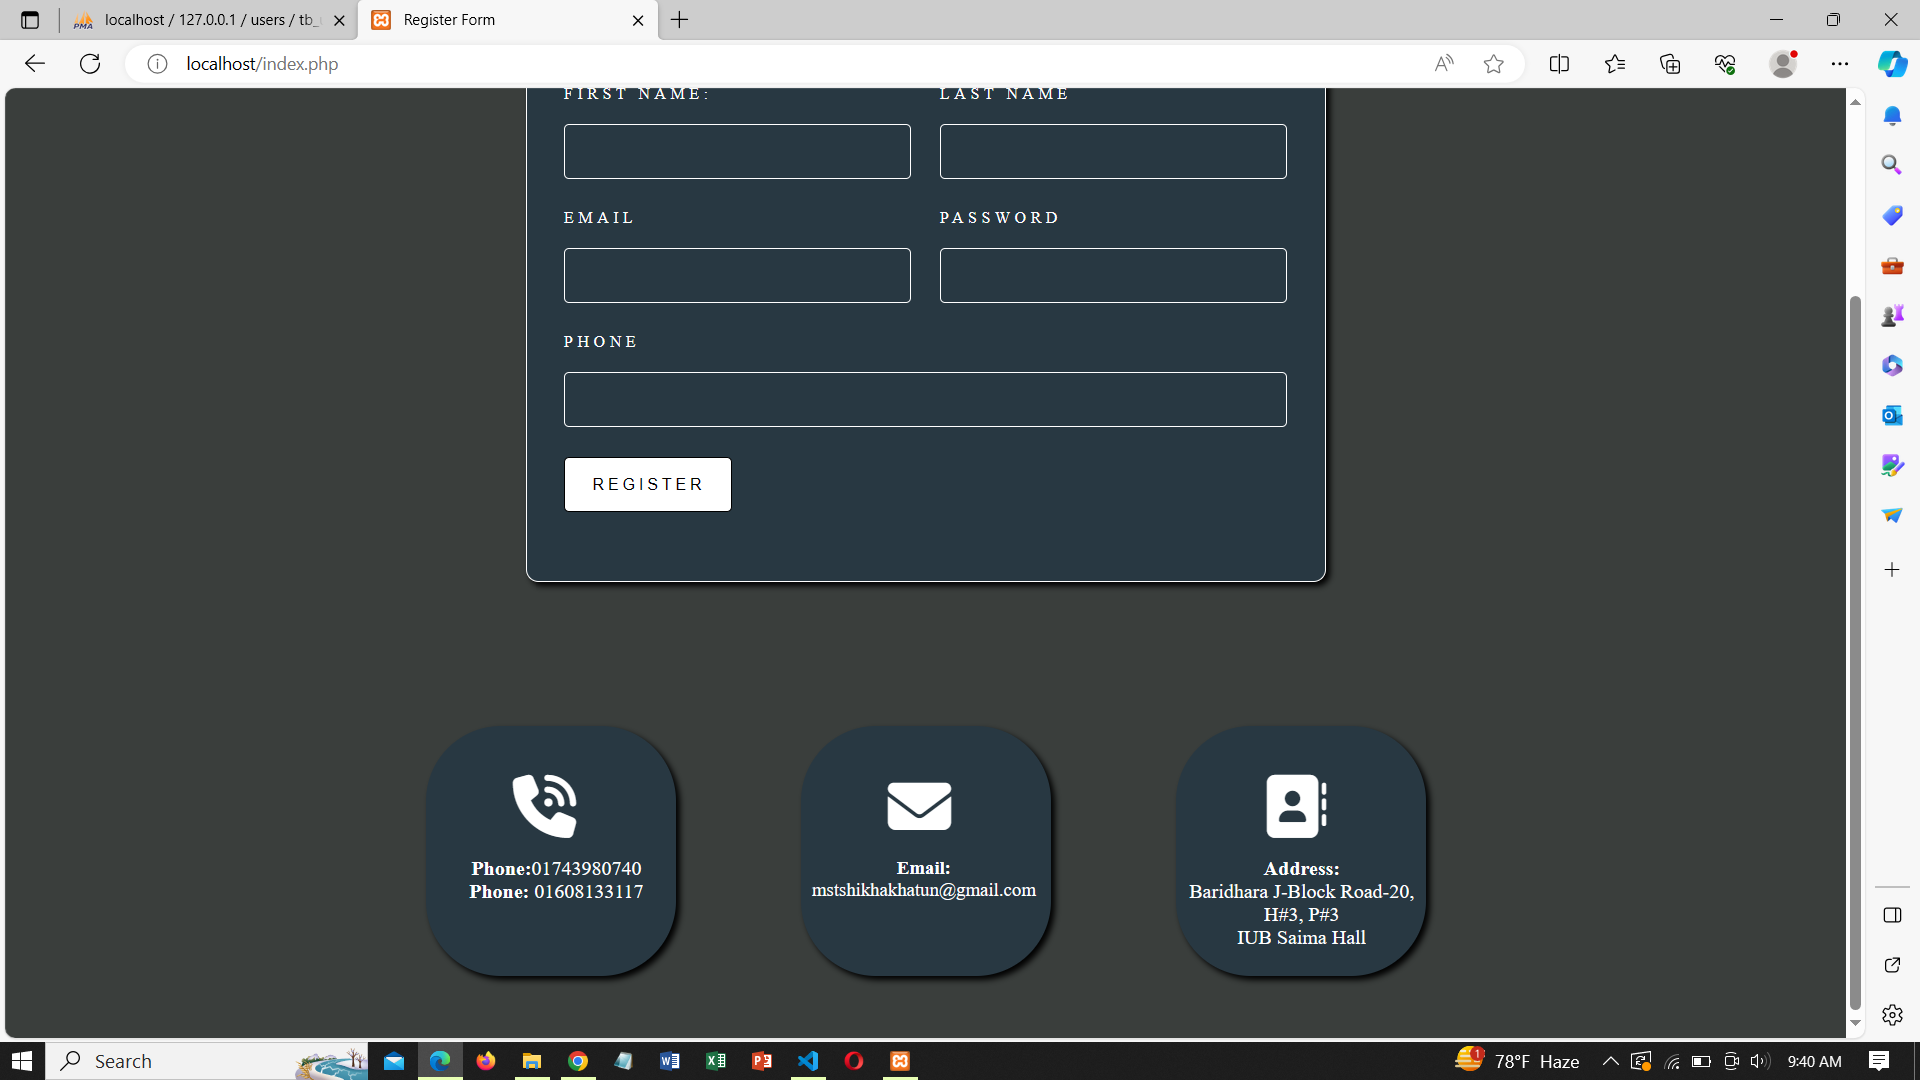 localhost / 127.0.0.1 / users / tb_
Register Form
localhost/index.php
FIRST NAME:
LAST NAME
EMAIL
PASSWORD
PHONE
REGISTER
Phone:01743980740
Phone: 01608133117
Email:
mstshikhakhatun@gmail.com
Address:
Baridhara J-Block Road-20,
H#3, P#3
IUB Saima Hall
Search
1
78°F Haze
9:40 AM